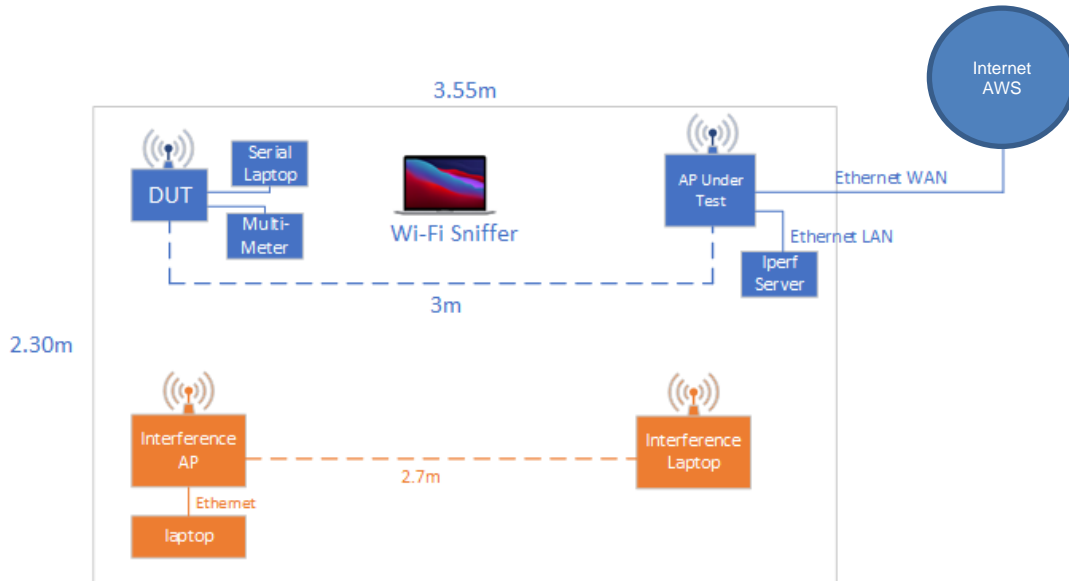 Internet
AWS
3.55m
Serial
Laptop
DUT
Multi-
Meter
Wi-Fi Sniffer
AP Under
Test
Ethernet WAN
Ethernet LAN
Iperf
Server
3m
2.30m
Interference
AP
2.7m
Interference
Laptop
Ethernet
laptop